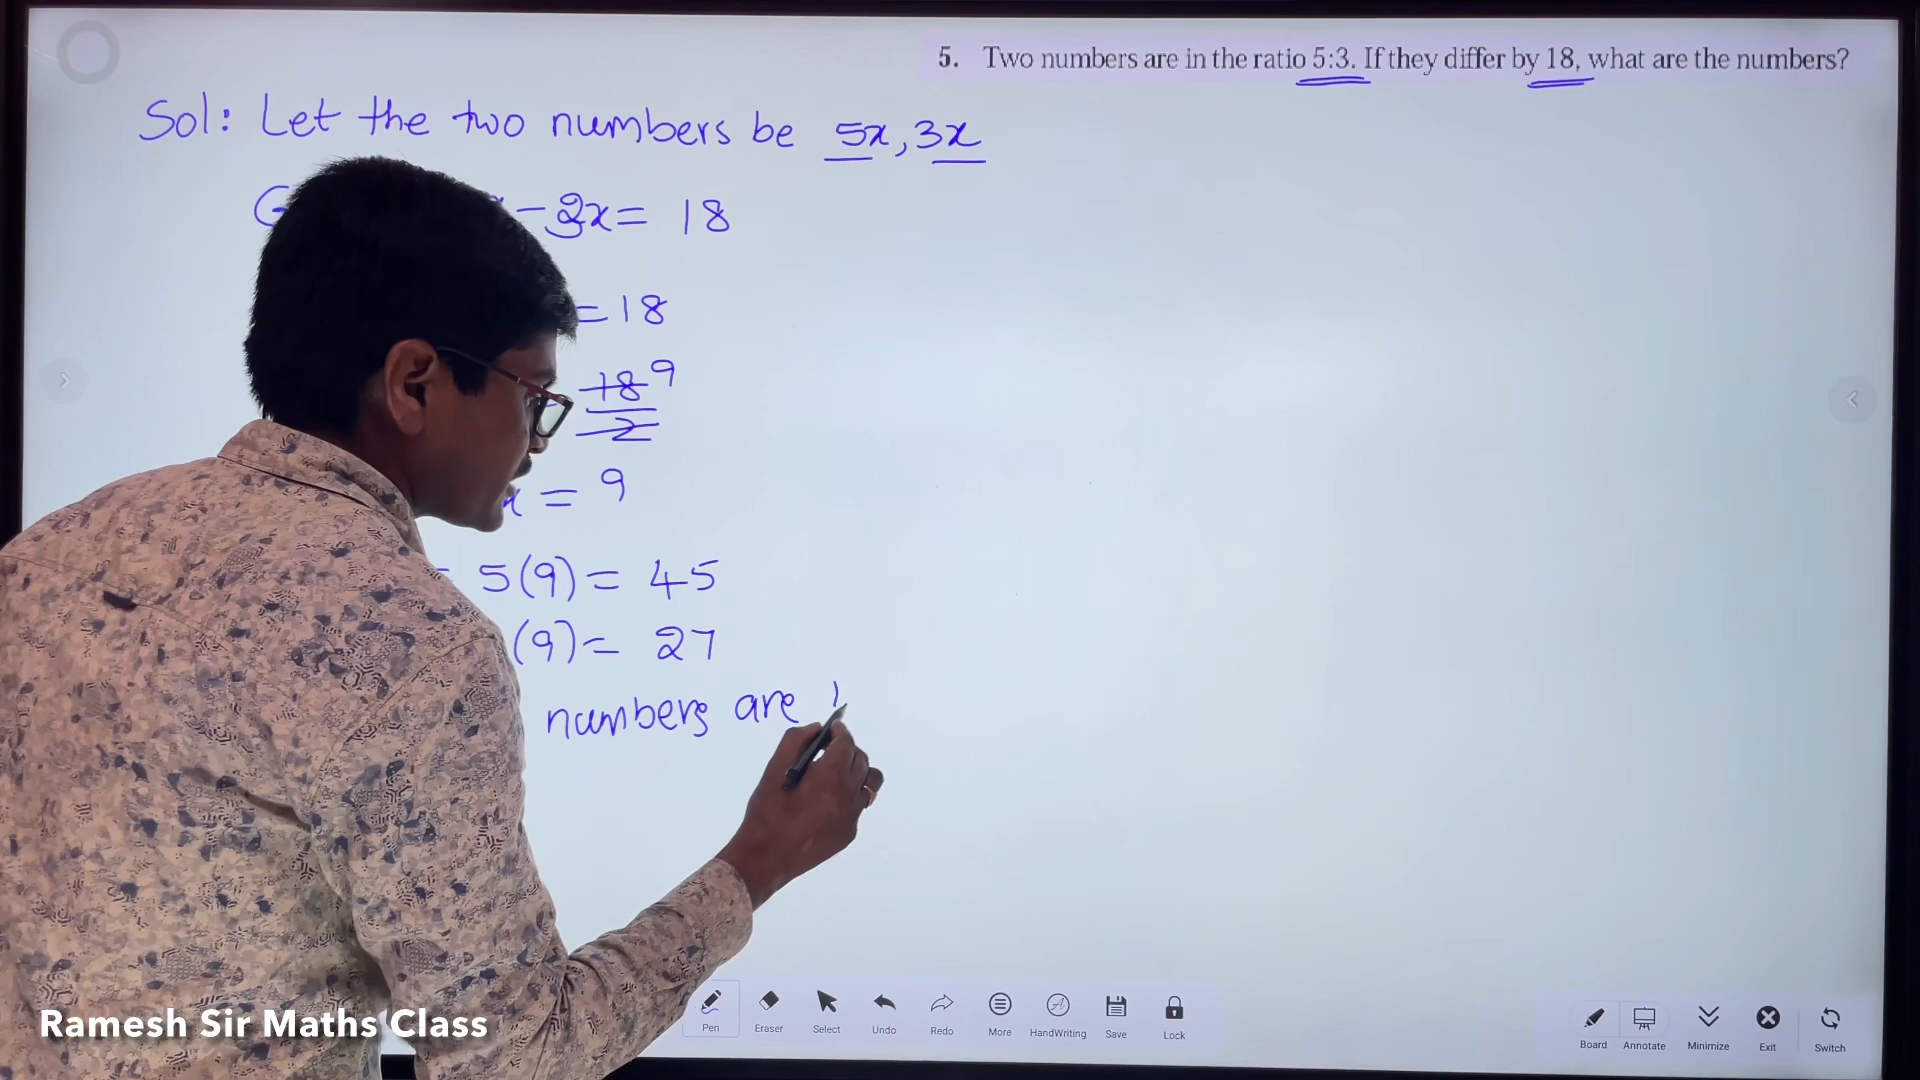 5. Two numbers are in the ratio 5:3. If they differ by 18, what are the numbers?
Sol: Let the two numbers be 5x, 3x
G - 3x = 18
= 18
18 9
2
x = 9
= 5(9) = 45
(9) = 27
numbers are
Ramesh Sir Maths Class
Pen Eraser Select Undo Redo More HandWriting Save Lock
Board Annotate Minimize Exit Switch